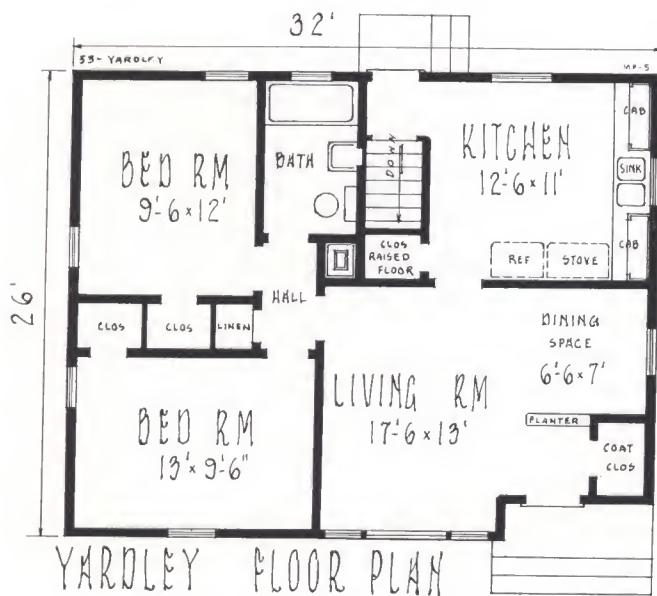 32'
53-YARDLEY
MP-5
26'
BED RM
9'-6 x 12'
BATH
DOWN
KITCHEN
12'-6 x 11'
CAB
SINK
CAB
REF
STOVE
CLOS
RAISED
FLOOR
HALL
CLOS
CLOS
LINEN
DINING
SPACE
6'-6 x 7'
LIVING RM
17'-6 x 13'
PLANTER
COAT
CLOS
BED RM
13' x 9'-6"
YARDLEY FLOOR PLAN